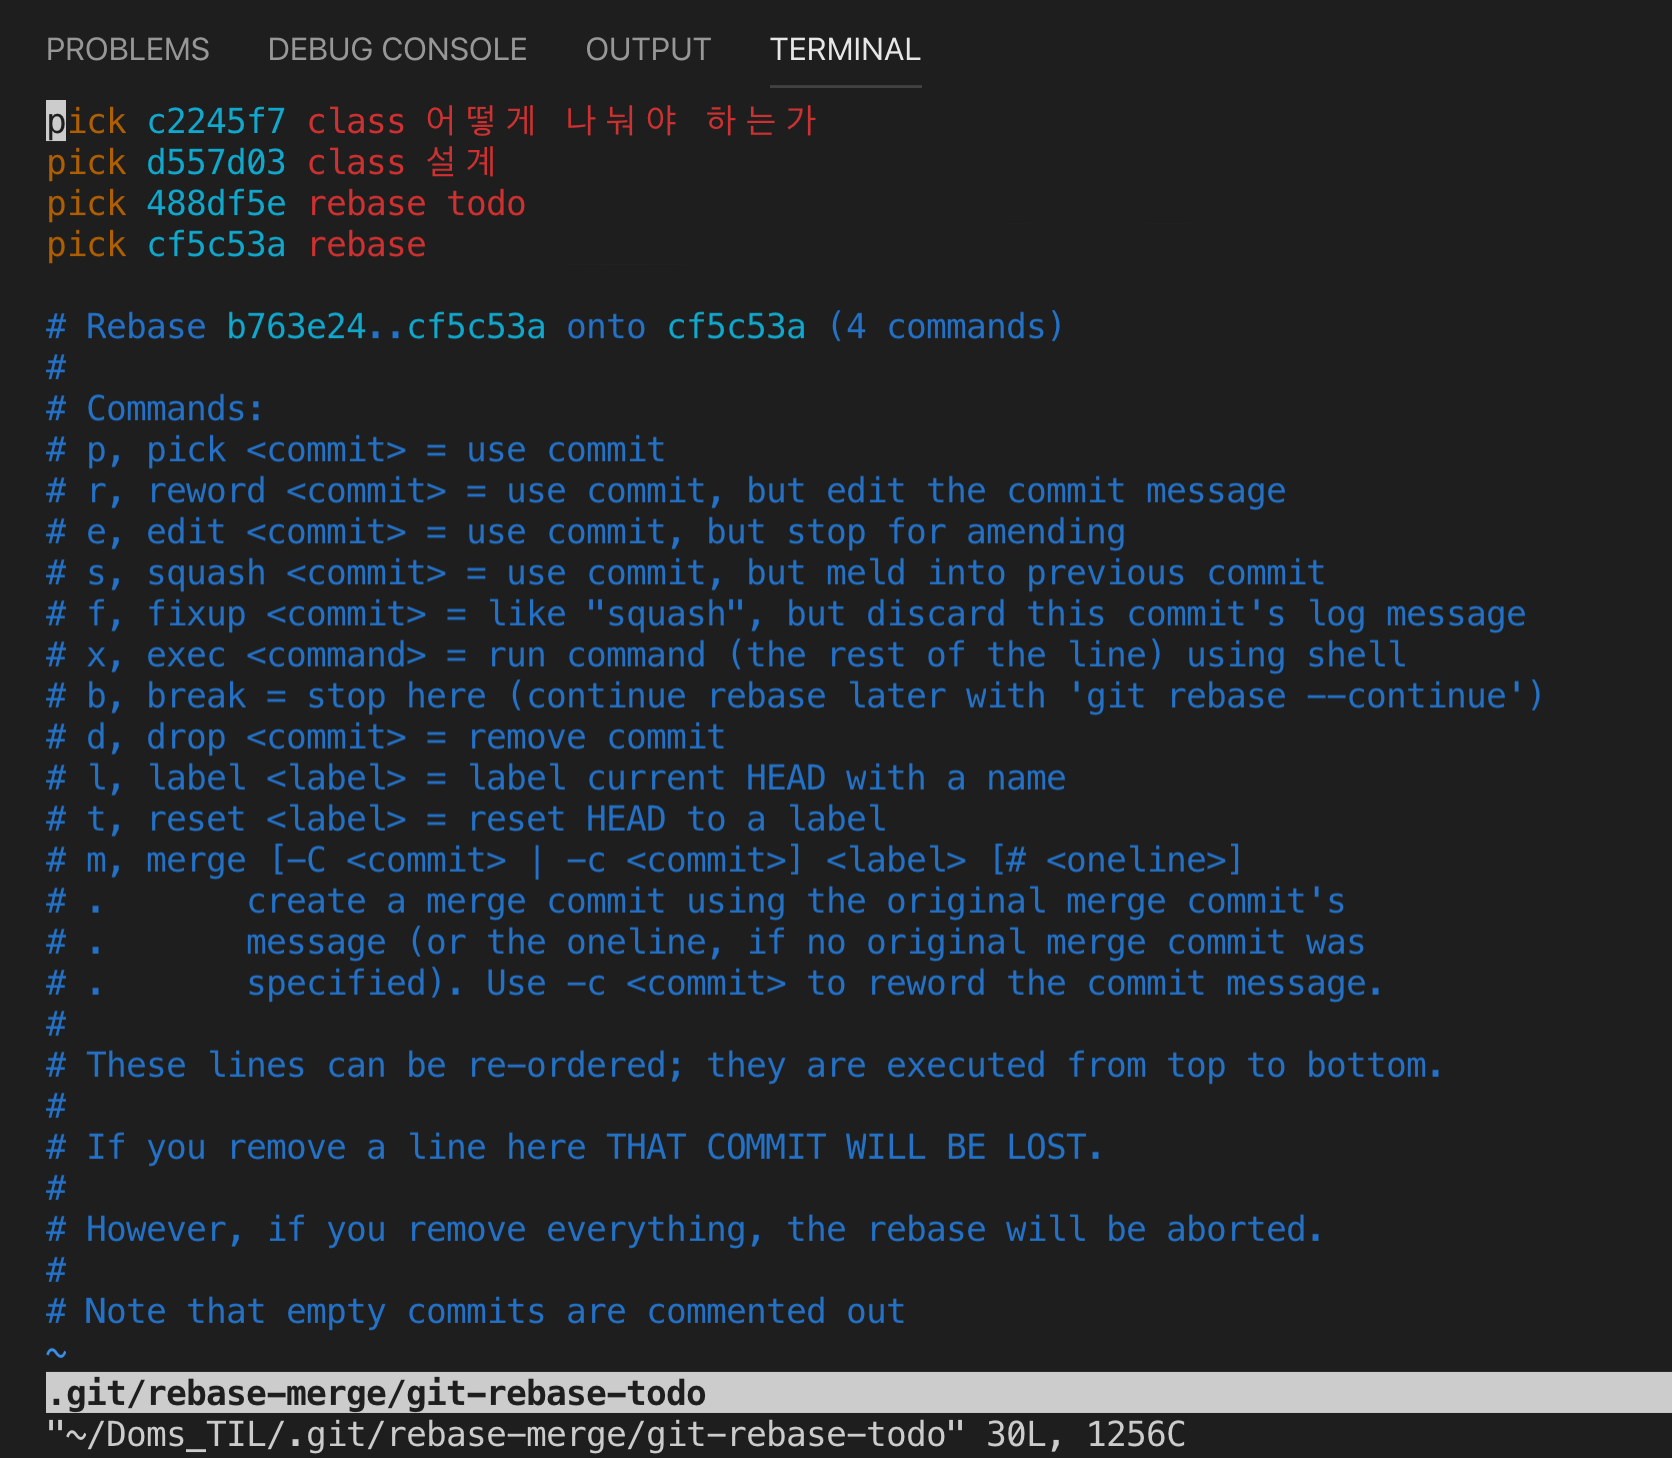 PROBLEMS DEBUG CONSOLE OUTPUT TERMINAL
pick c2245f7 class 어떻게 나눠야 하는가
pick d557d03 class 설계
pick 488df5e rebase todo
pick cf5c53a rebase
# Rebase b763e24..cf5c53a onto cf5c53a (4 commands)
#
# Commands:
# p, pick <commit> = use commit
# r, reword <commit> = use commit, but edit the commit message
# e, edit <commit> = use commit, but stop for amending
# s, squash <commit> = use commit, but meld into previous commit
# f, fixup <commit> = like "squash", but discard this commit's log message
# x, exec <command> = run command (the rest of the line) using shell
# b, break = stop here (continue rebase later with 'git rebase --continue')
# d, drop <commit> = remove commit
# l, label <label> = label current HEAD with a name
# t, reset <label> = reset HEAD to a label
# m, merge [-C <commit> | -c <commit>] <label> [# <oneline>]
# .       create a merge commit using the original merge commit's
# .       message (or the oneline, if no original merge commit was
# .       specified). Use -c <commit> to reword the commit message.
#
# These lines can be re-ordered; they are executed from top to bottom.
#
# If you remove a line here THAT COMMIT WILL BE LOST.
#
# However, if you remove everything, the rebase will be aborted.
#
# Note that empty commits are commented out
~
.git/rebase-merge/git-rebase-todo
"~/Doms_TIL/.git/rebase-merge/git-rebase-todo" 30L, 1256C